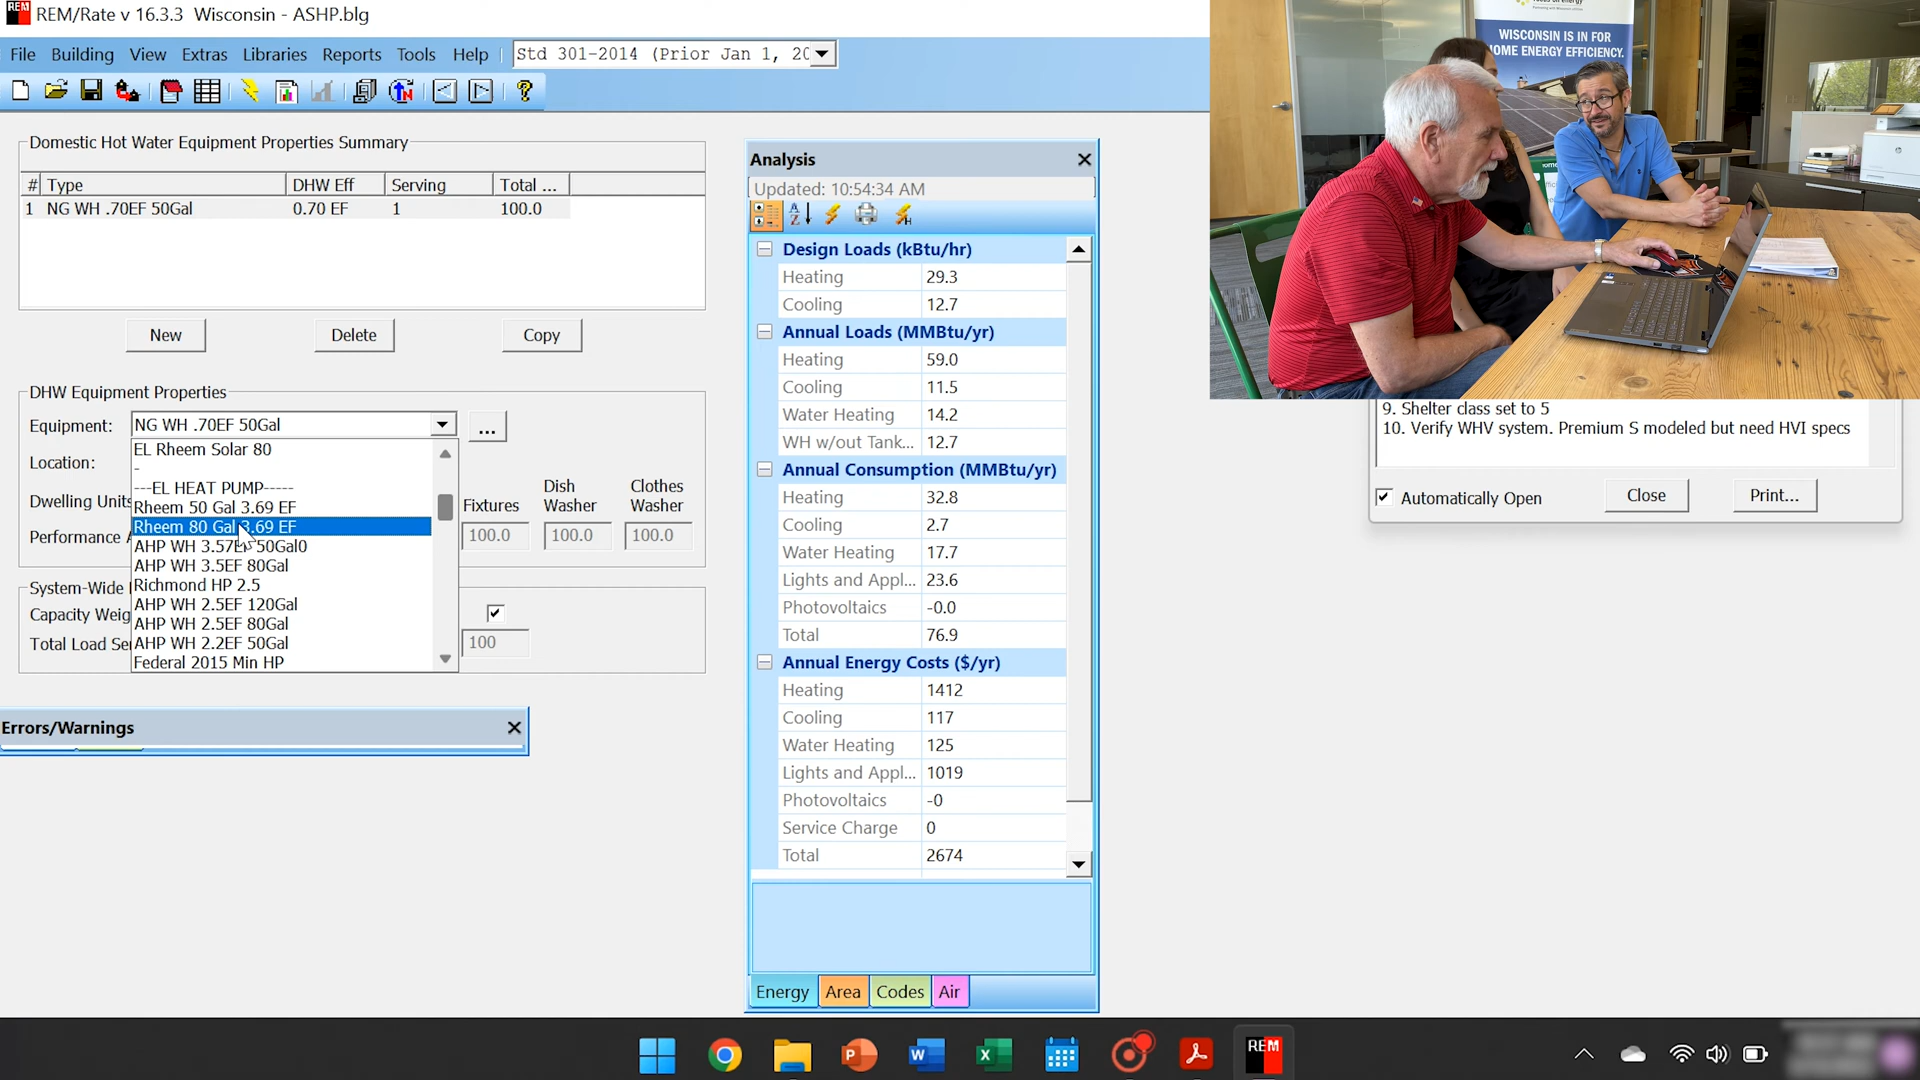 REM/Rate v 16.3.3 Wisconsin - ASHP.blg
File Building View Extras Libraries Reports Tools Help Std 301-2014 (Prior Jan 1, 20
Domestic Hot Water Equipment Properties Summary
# Type DHW Eff Serving Total ...
1 NG WH .70EF 50Gal 0.70 EF 1 100.0
New Delete Copy
DHW Equipment Properties
Equipment: NG WH .70EF 50Gal ...
Location:
Dwelling Units
Performance A
EL Rheem Solar 80
-
---EL HEAT PUMP-----
Rheem 50 Gal 3.69 EF
Rheem 80 Gal 3.69 EF
AHP WH 3.57EF 50Gal0
AHP WH 3.5EF 80Gal
Richmond HP 2.5
AHP WH 2.5EF 120Gal
AHP WH 2.5EF 80Gal
AHP WH 2.2EF 50Gal
Federal 2015 Min HP
Fixtures Dish Washer Clothes Washer
100.0 100.0 100.0
System-Wide
Capacity Weig
Total Load Se 100
Errors/Warnings
Analysis
Updated: 10:54:34 AM
Design Loads (kBtu/hr)
Heating 29.3
Cooling 12.7
Annual Loads (MMBtu/yr)
Heating 59.0
Cooling 11.5
Water Heating 14.2
WH w/out Tank... 12.7
Annual Consumption (MMBtu/yr)
Heating 32.8
Cooling 2.7
Water Heating 17.7
Lights and Appl... 23.6
Photovoltaics -0.0
Total 76.9
Annual Energy Costs ($/yr)
Heating 1412
Cooling 117
Water Heating 125
Lights and Appl... 1019
Photovoltaics -0
Service Charge 0
Total 2674
Energy Area Codes Air
WISCONSIN IS IN FOR
HOME ENERGY EFFICIENCY.
9. Shelter class set to 5
10. Verify WHV system. Premium S modeled but need HVI specs
Automatically Open Close Print...
REM